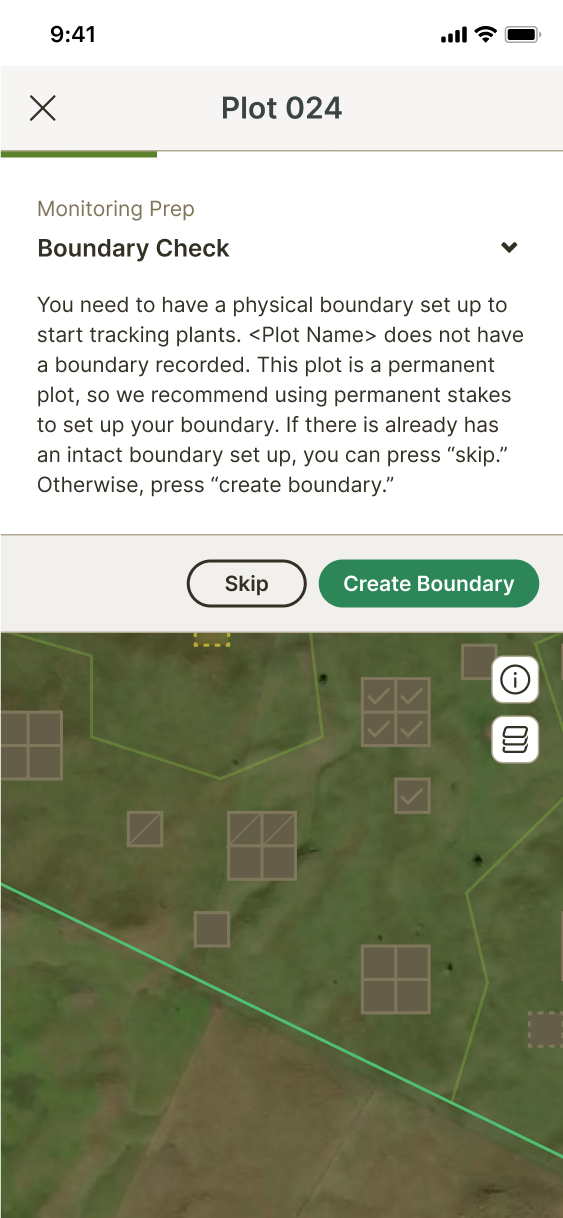 9:41
Plot 024
Monitoring Prep
Boundary Check
You need to have a physical boundary set up to
start tracking plants. <Plot Name> does not have
a boundary recorded. This plot is a permanent
plot, so we recommend using permanent stakes
to set up your boundary. If there is already has
an intact boundary set up, you can press “skip.”
Otherwise, press “create boundary.”
Skip
Create Boundary